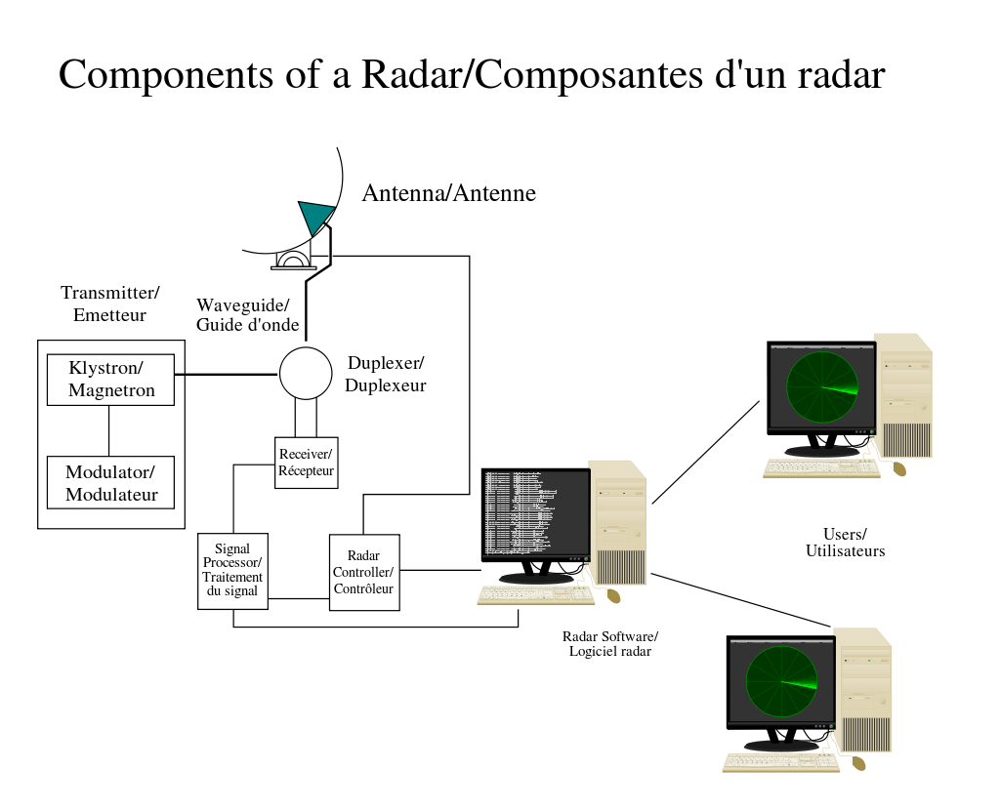 Components of a Radar/Composantes d'un radar
Antenna/Antenne
Transmitter/
Emetteur
Waveguide/
Guide d'onde
Klystron/
Magnetron
Duplexer/
Duplexeur
Modulator/
Modulateur
Receiver/
Récepteur
Signal
Processor/
Traitement
du signal
Radar
Controller/
Contrôleur
Radar Software/
Logiciel radar
Users/
Utilisateurs